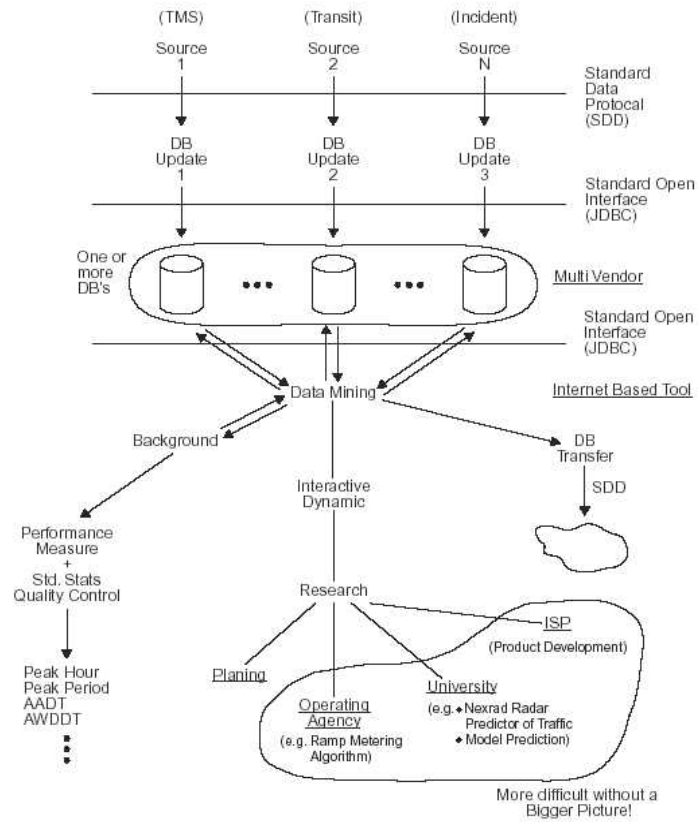 (TMS)
(Transit)
(Incident)
Source
1
Source
2
Source
N
Standard
Data
Protocal
(SDD)
DB
Update
1
DB
Update
2
DB
Update
3
Standard Open
Interface
(JDBC)
One or
more
DB's
Multi Vendor
Standard Open
Interface
(JDBC)
Data Mining
Internet Based Tool
Background
DB
Transfer
SDD
Interactive
Dynamic
Performance
Measure
+
Std. Stats
Quality Control
Research
ISP
(Product Development)
Planing
Peak Hour
Peak Period
AADT
AWDDT
University
(e.g. ♦ Nexrad Radar
Predictor of Traffic
♦ Model Prediction)
Operating
Agency
(e.g. Ramp Metering
Algorithm)
More difficult without a
Bigger Picture!